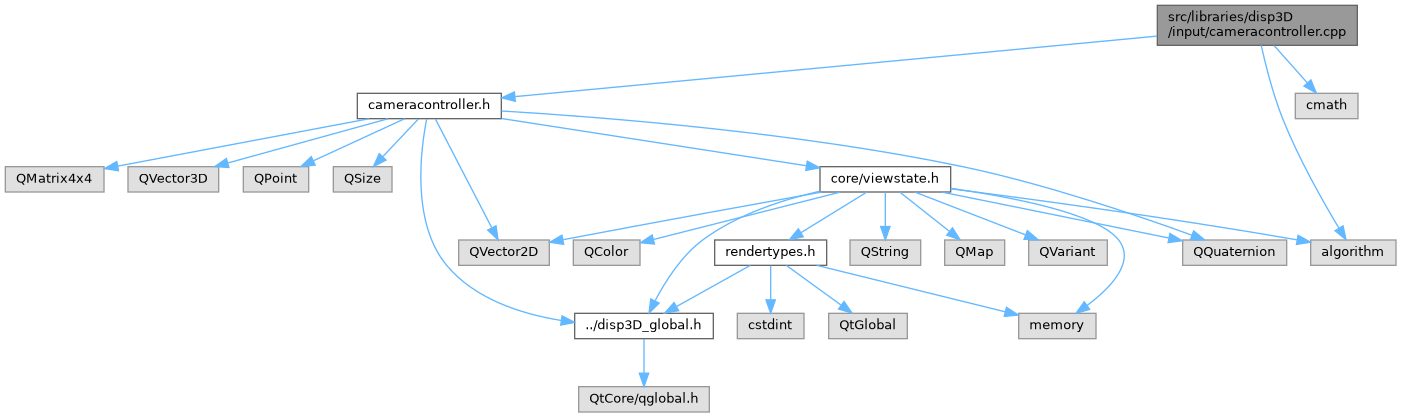 src/libraries/disp3D
/input/cameracontroller.cpp
cameracontroller.h
cmath
QMatrix4x4
QVector3D
QPoint
QSize
core/viewstate.h
QVector2D
QColor
rendertypes.h
QString
QMap
QVariant
QQuaternion
algorithm
../disp3D_global.h
cstdint
QtGlobal
memory
QtCore/qglobal.h